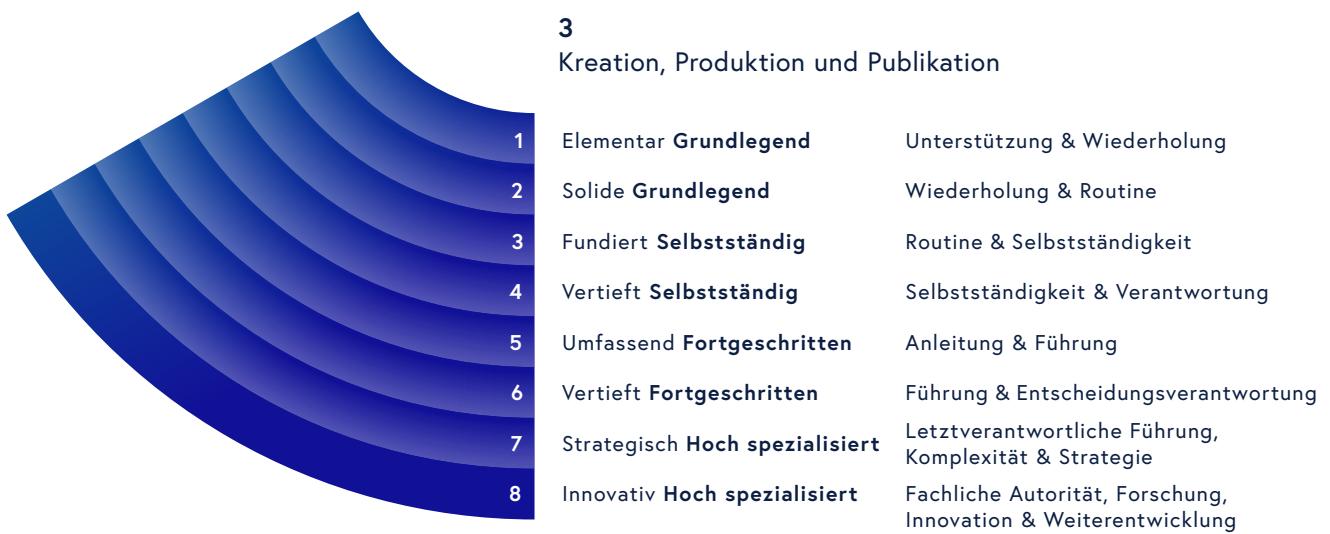 3
Kreation, Produktion und Publikation
1 Elementar Grundlegend Unterstützung & Wiederholung
2 Solide Grundlegend Wiederholung & Routine
3 Fundiert Selbstständig Routine & Selbstständigkeit
4 Vertieft Selbstständig Selbstständigkeit & Verantwortung
5 Umfassend Fortgeschritten Anleitung & Führung
6 Vertieft Fortgeschritten Führung & Entscheidungsverantwortung
7 Strategisch Hoch spezialisiert Letztverantwortliche Führung,
Komplexität & Strategie
8 Innovativ Hoch spezialisiert Fachliche Autorität, Forschung,
Innovation & Weiterentwicklung